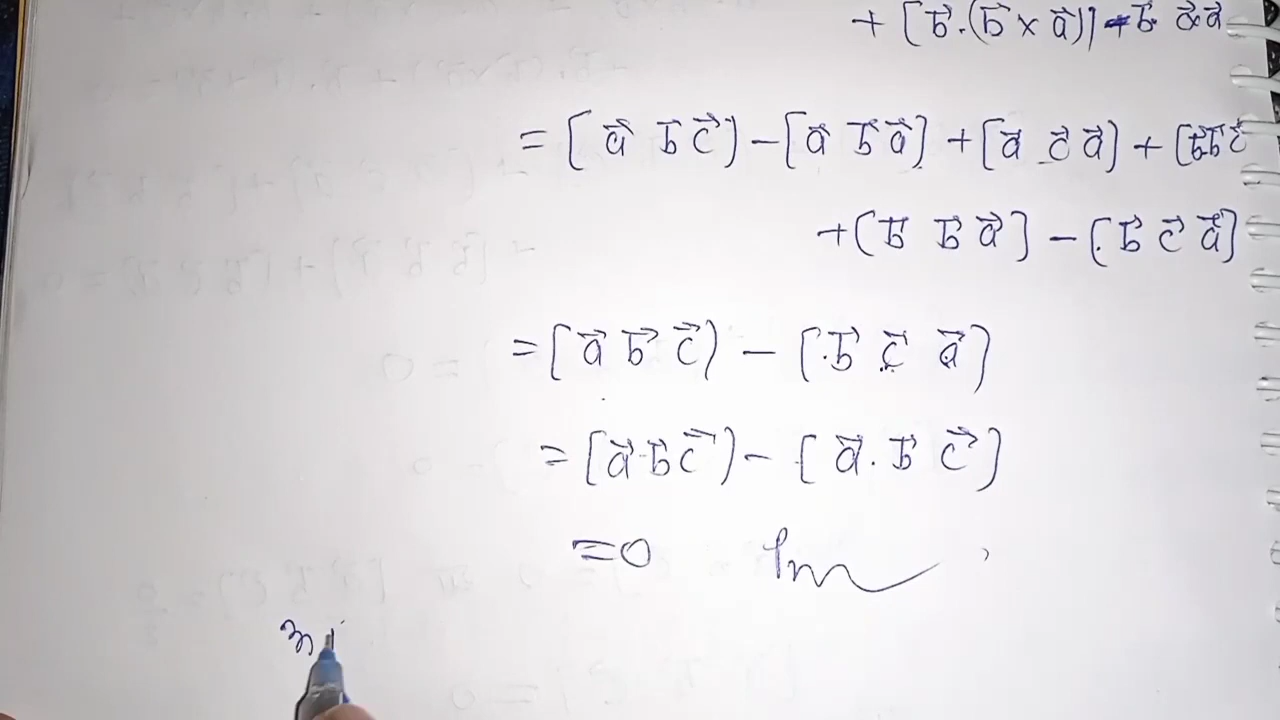 + [b⃗.(b⃗ × a⃗)]
= [a⃗ b⃗ c⃗] - [a⃗ b⃗ a⃗] + [a⃗ c⃗ a⃗] + [b⃗ b⃗ c⃗
+ [b⃗ b⃗ a⃗] - [b⃗ c⃗ a⃗]
= [a⃗ b⃗ c⃗] - [b⃗ c⃗ a⃗]
= [a⃗ b⃗ c⃗] - [a⃗. b⃗ c⃗]
= 0